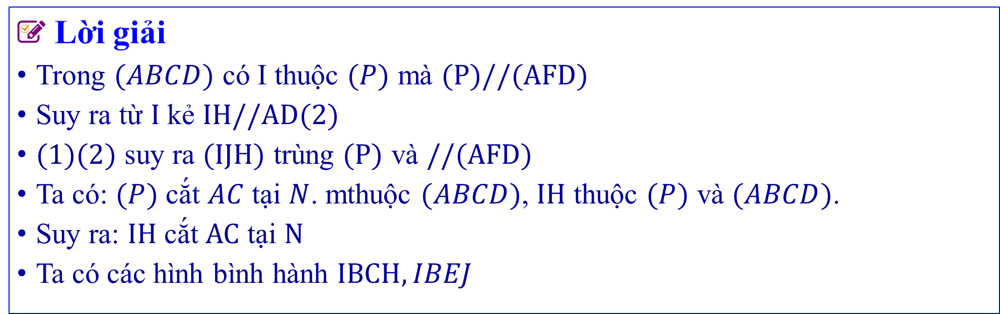 Lời giải
• Trong (ABCD) có I thuộc (P) mà (P)//(AFD)
• Suy ra từ I kẻ IH//AD(2)
• (1)(2) suy ra (IJH) trùng (P) và //(AFD)
• Ta có: (P) cắt AC tại N. mthuộc (ABCD), IH thuộc (P) và (ABCD).
• Suy ra: IH cắt AC tại N
• Ta có các hình bình hành IBCH, IBEJ